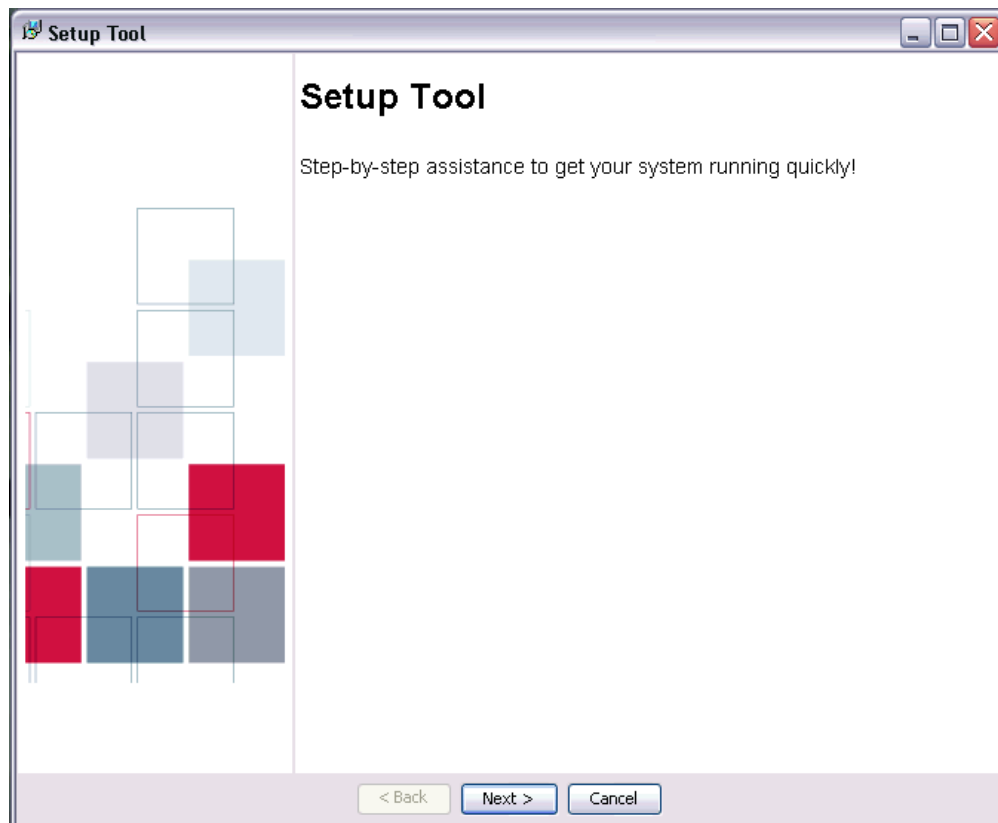 Setup Tool
Setup Tool
Step-by-step assistance to get your system running quickly!
< Back
Next >
Cancel